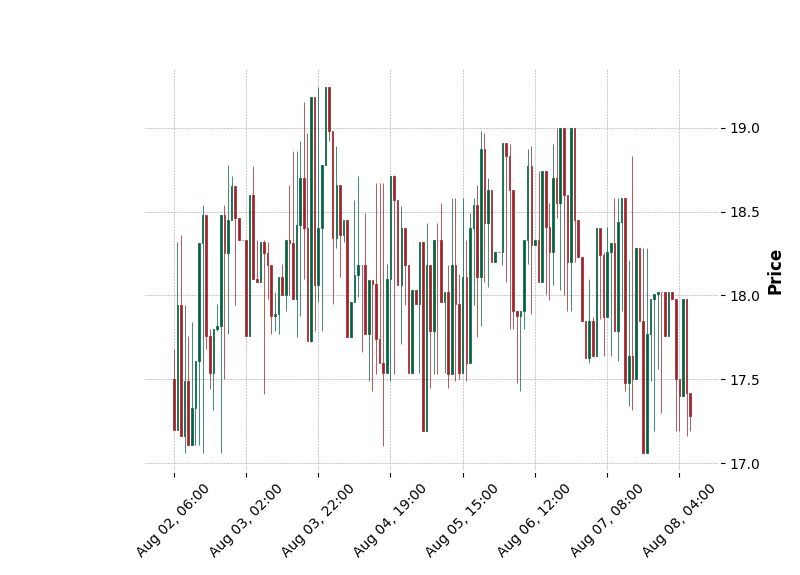 19.0
18.5
18.0
17.5
17.0
Price
Aug 02, 06:00
Aug 03, 02:00
Aug 03, 22:00
Aug 04, 19:00
Aug 05, 15:00
Aug 06, 12:00
Aug 07, 08:00
Aug 08, 04:00